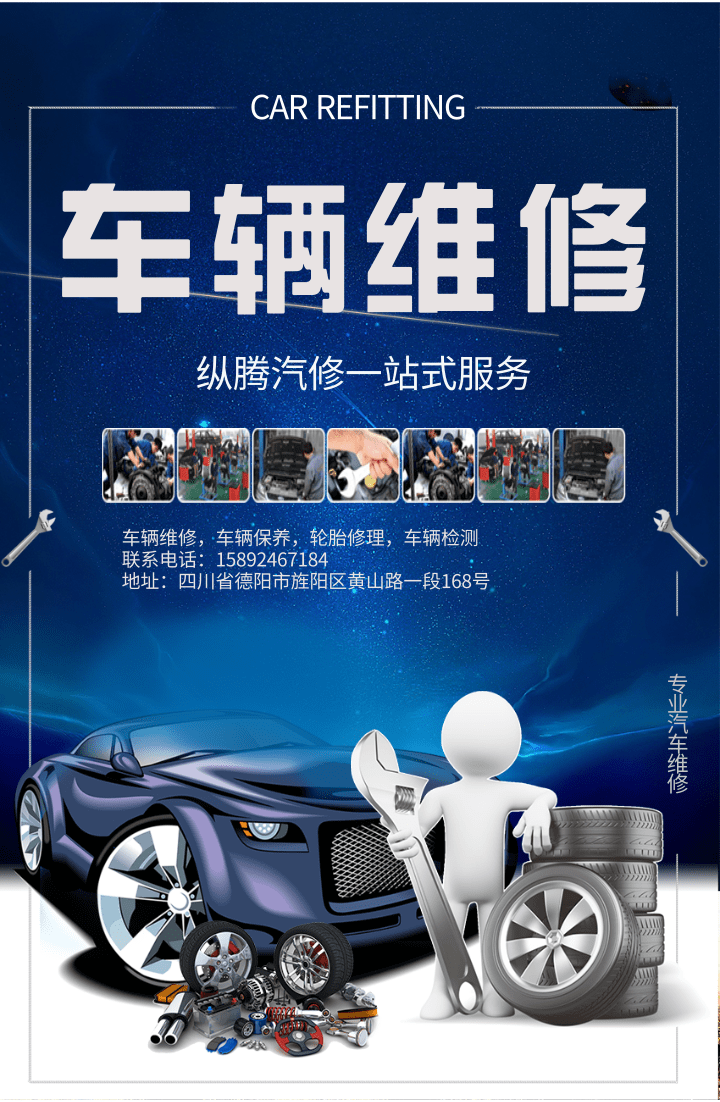 CAR REFITTING
车辆维修
纵腾汽修一站式服务
车辆维修，车辆保养，轮胎修理，车辆检测
联系电话：15892467184
地址：四川省德阳市旌阳区黄山路一段168号
专业汽车维修